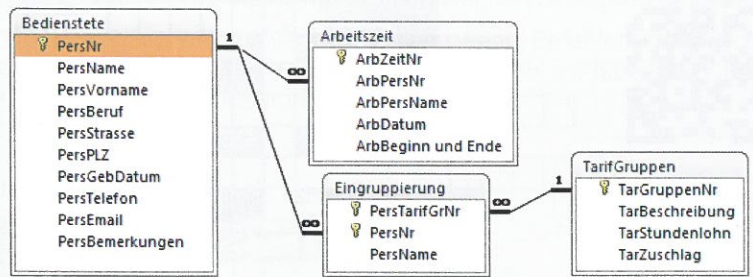 Bedienstete
PersNr
PersName
PersVorname
PersBeruf
PersStrasse
PersPLZ
PersGebDatum
PersTelefon
PersEmail
PersBemerkungen
1
∞
∞
Arbeitszeit
ArbZeitNr
ArbPersNr
ArbPersName
ArbDatum
ArbBeginn und Ende
Eingruppierung
PersTarifGrNr
PersNr
PersName
∞
1
TarifGruppen
TarGruppenNr
TarBeschreibung
TarStundenlohn
TarZuschlag